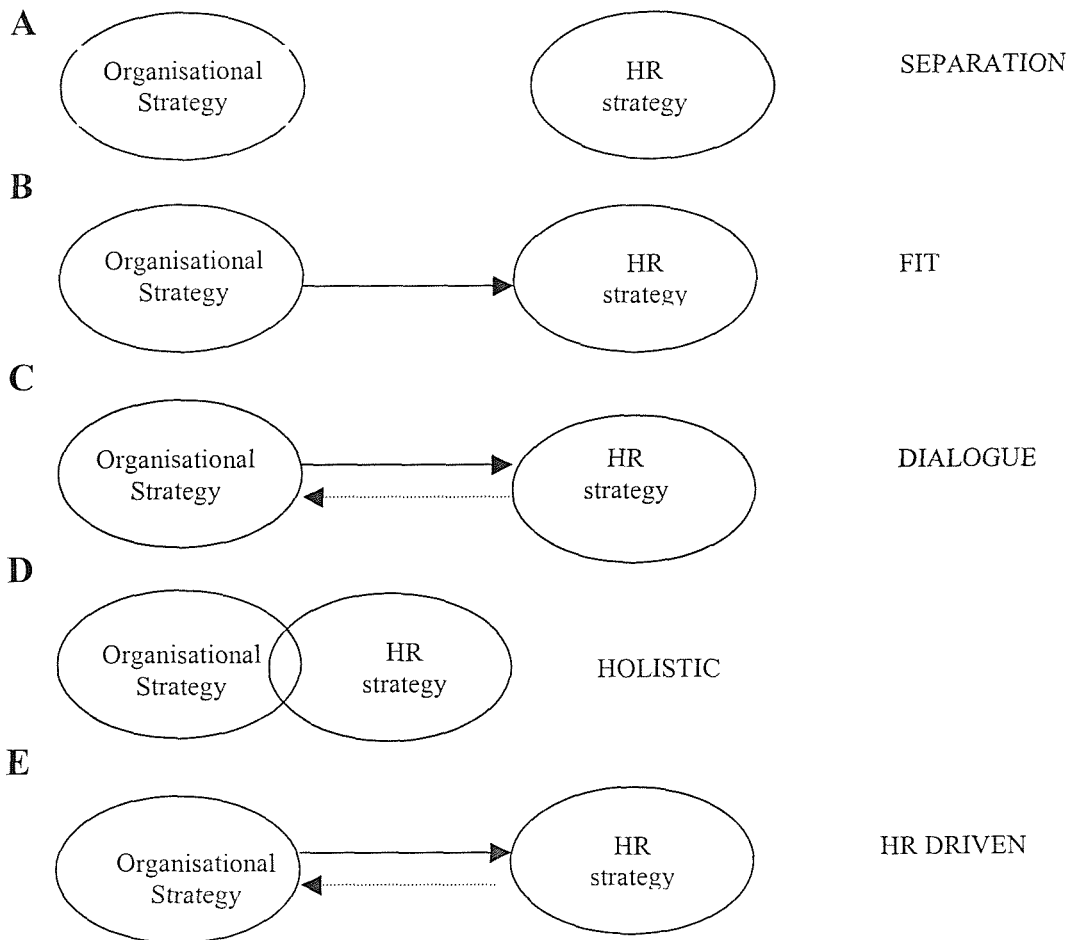 A
Organisational
Strategy
HR
strategy
SEPARATION
B
Organisational
Strategy
HR
strategy
FIT
C
Organisational
Strategy
HR
strategy
DIALOGUE
D
Organisational
Strategy
HR
strategy
HOLISTIC
E
Organisational
Strategy
HR
strategy
HR DRIVEN